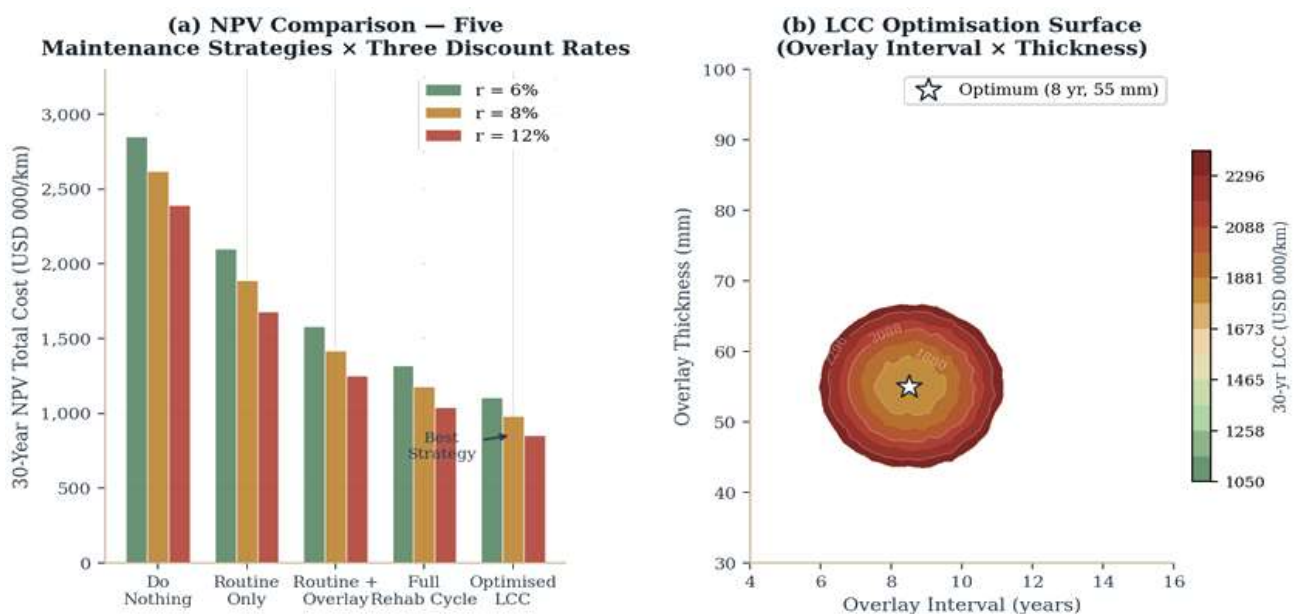 (a) NPV Comparison — Five
Maintenance Strategies × Three Discount Rates
r = 6%
r = 8%
r = 12%
30-Year NPV Total Cost (USD 000/km)
3,000
2,500
2,000
1,500
1,000
500
0
Best
Strategy
Do
Nothing
Routine
Only
Routine +
Overlay
Full
Rehab Cycle
Optimised
LCC
(b) LCC Optimisation Surface
(Overlay Interval × Thickness)
Optimum (8 yr, 55 mm)
Overlay Thickness (mm)
100
90
80
70
60
50
40
30
2296
2088
1880
4
6
8
10
12
14
16
Overlay Interval (years)
2296
2088
1881
1673
1465
1258
1050
30-yr LCC (USD 000/km)